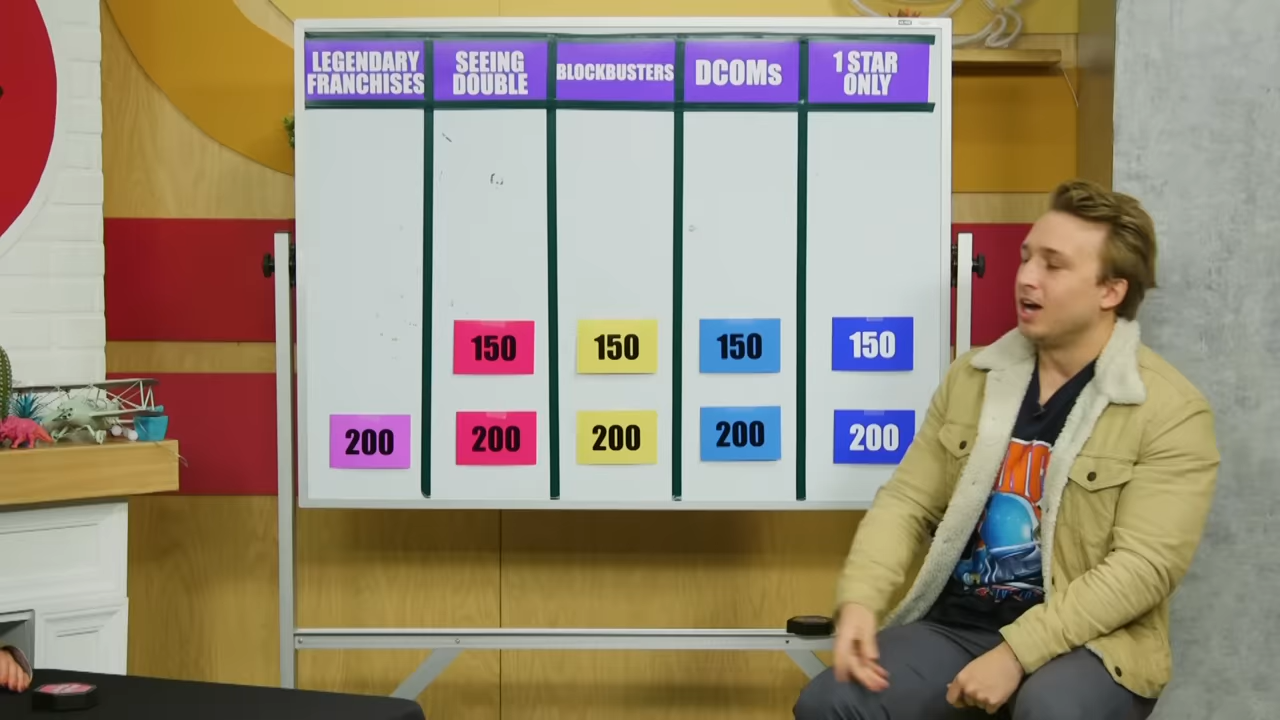 LEGENDARY
FRANCHISES
SEEING
DOUBLE
BLOCKBUSTERS
DCOMs
1 STAR
ONLY
150
150
150
150
200
200
200
200
200